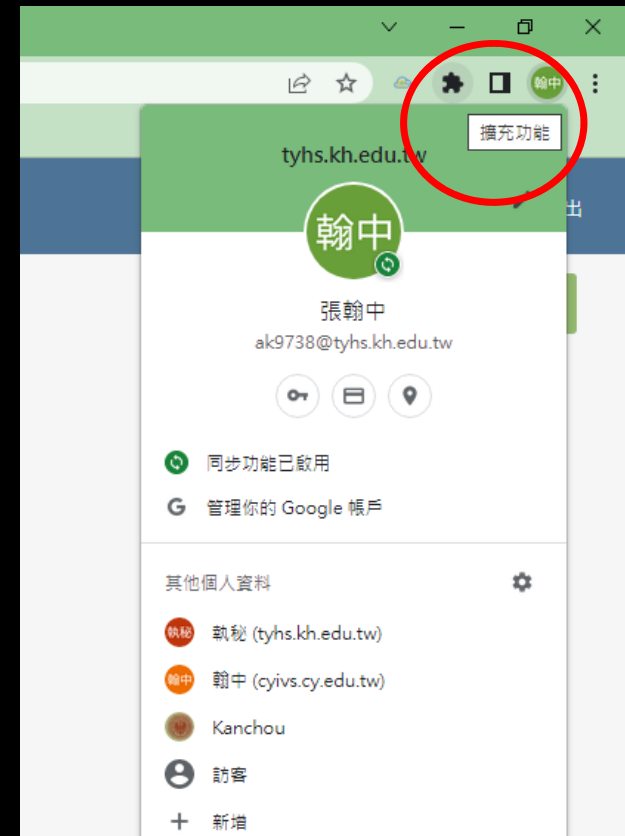 翰中
擴充功能
tyhs.kh.edu.tw
出
翰中
張翰中
ak9738@tyhs.kh.edu.tw
同步功能已啟用
G 管理你的 Google 帳戶
其他個人資料
執秘 執秘 (tyhs.kh.edu.tw)
翰中 翰中 (cyivs.cy.edu.tw)
Kanchou
訪客
新增